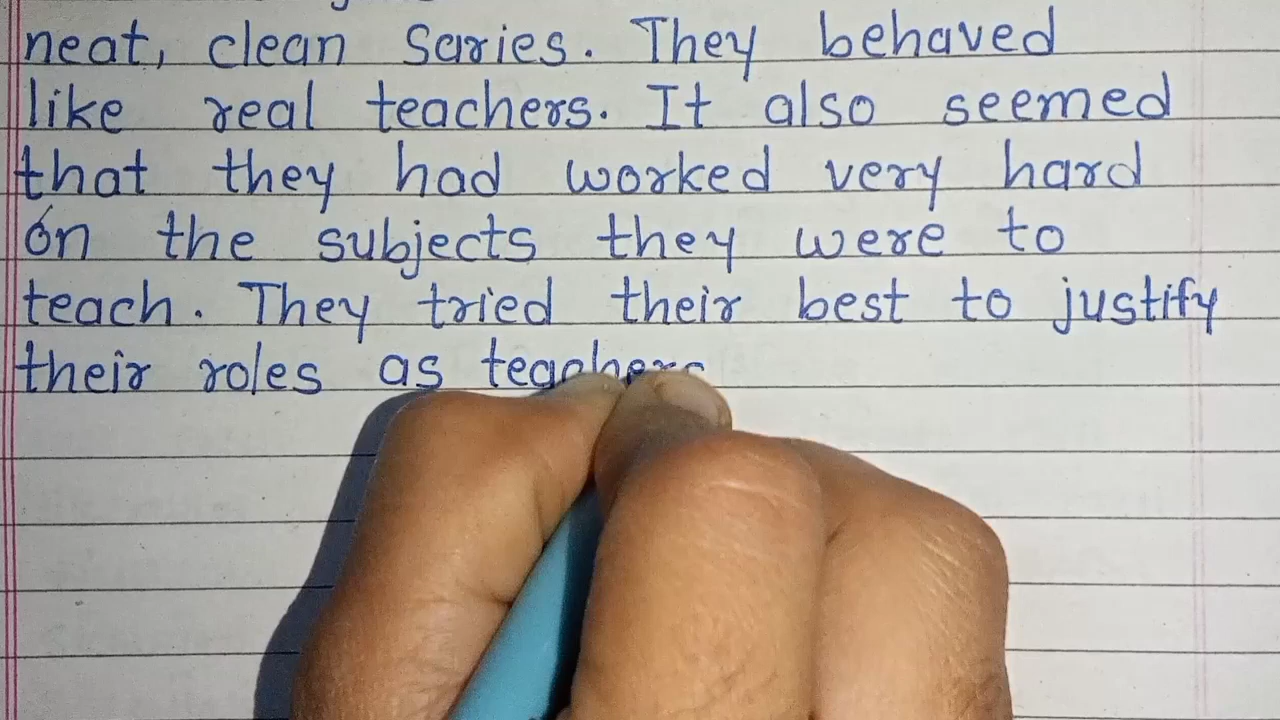 neat, clean Saries. They behaved
like real teachers. It also seemed
that they had worked very hard
on the subjects they were to
teach. They tried their best to justify
their roles as teachers